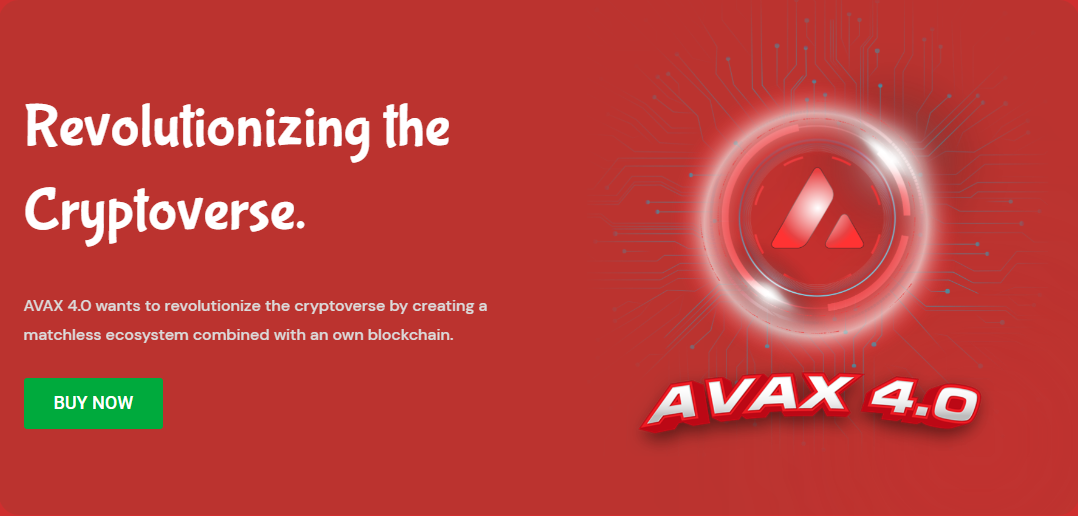 Revolutionizing the
Cryptoverse.
AVAX 4.0 wants to revolutionize the cryptoverse by creating a
matchless ecosystem combined with an own blockchain.
BUY NOW
AVAX 4.0